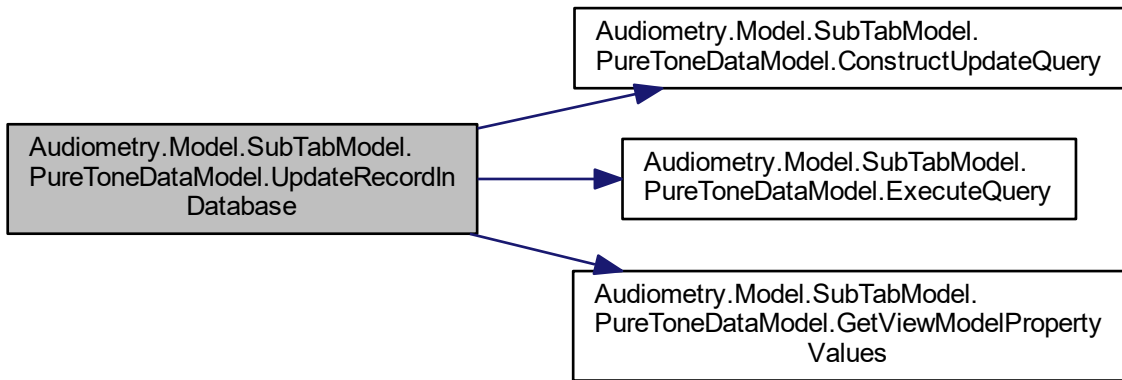 Audiometry.Model.SubTabModel.
PureToneDataModel.UpdateRecordIn
Database
Audiometry.Model.SubTabModel.
PureToneDataModel.ConstructUpdateQuery
Audiometry.Model.SubTabModel.
PureToneDataModel.ExecuteQuery
Audiometry.Model.SubTabModel.
PureToneDataModel.GetViewModelProperty
Values